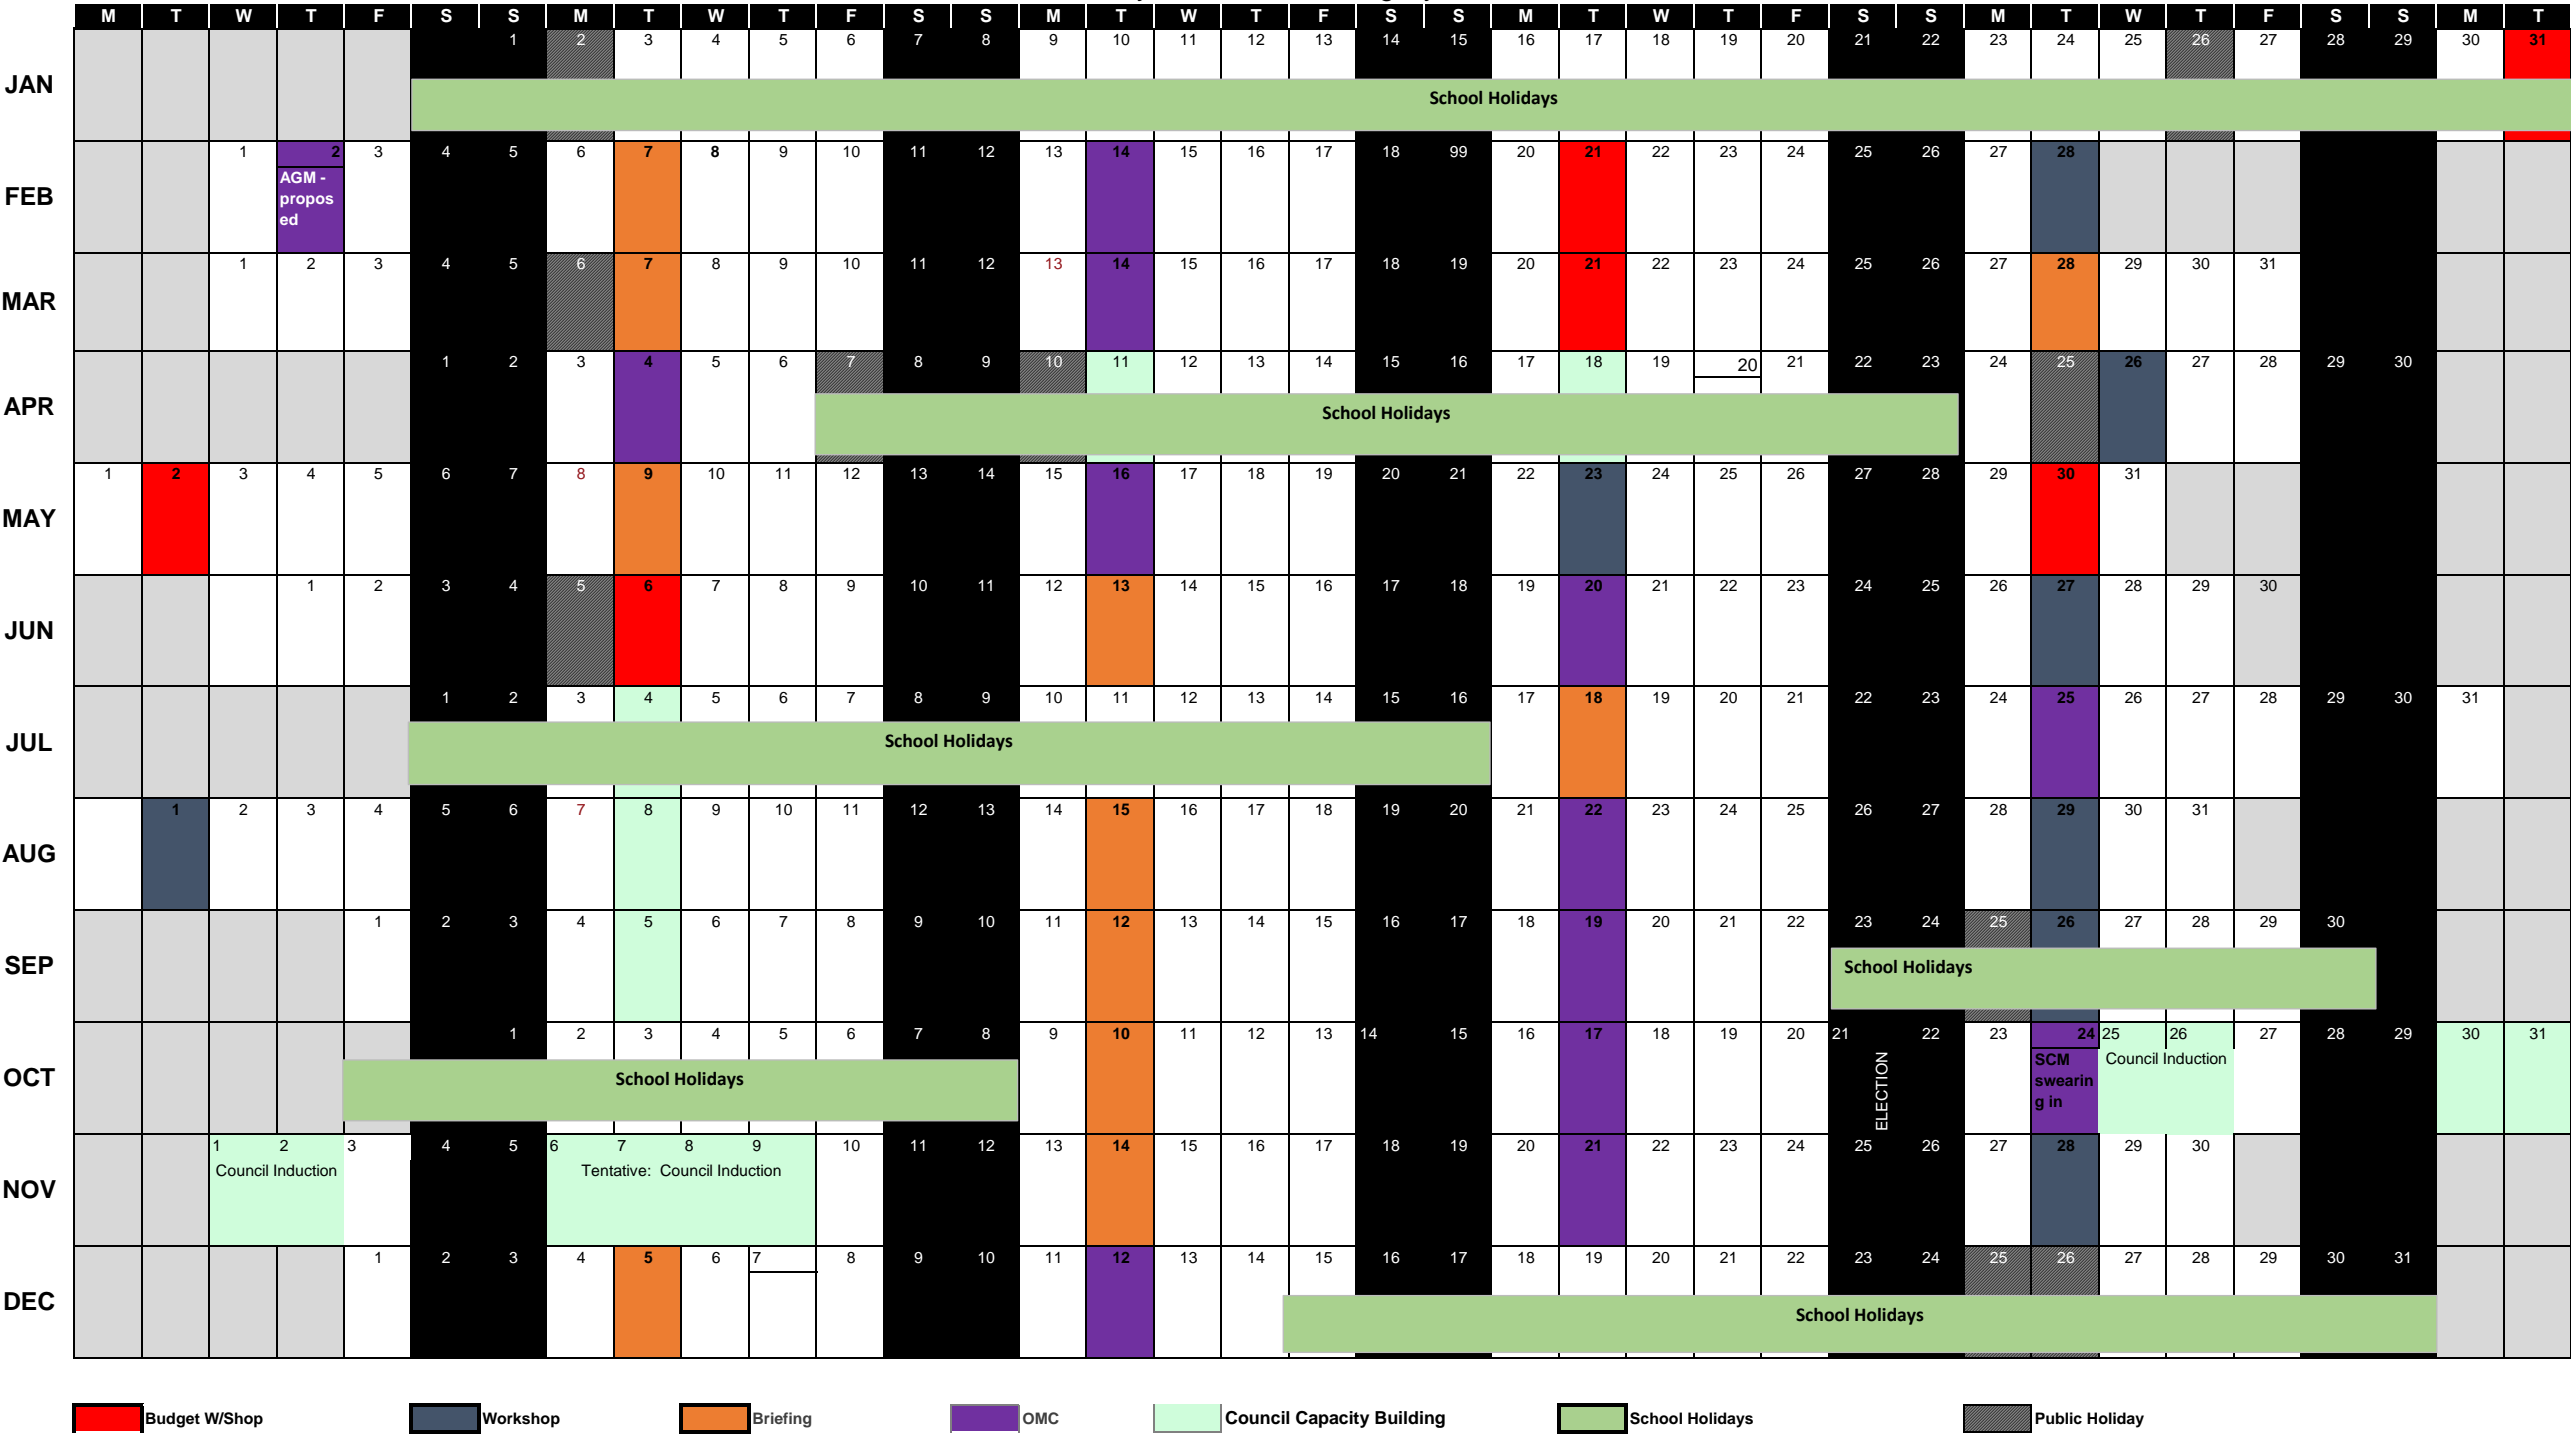 M T W T F S S M T W T F S S M T W T F S S M T W T F S S M T W T F S S M T
JAN 1 2 3 4 5 6 7 8 9 10 11 12 13 14 15 16 17 18 19 20 21 22 23 24 25 26 27 28 29 30 31
School Holidays
FEB 1 2 3 4 5 6 7 8 9 10 11 12 13 14 15 16 17 18 99 20 21 22 23 24 25 26 27 28
AGM -
propos
ed
MAR 1 2 3 4 5 6 7 8 9 10 11 12 13 14 15 16 17 18 19 20 21 22 23 24 25 26 27 28 29 30 31
APR 1 2 3 4 5 6 7 8 9 10 11 12 13 14 15 16 17 18 19 20 21 22 23 24 25 26 27 28 29 30
School Holidays
MAY 1 2 3 4 5 6 7 8 9 10 11 12 13 14 15 16 17 18 19 20 21 22 23 24 25 26 27 28 29 30 31
JUN 1 2 3 4 5 6 7 8 9 10 11 12 13 14 15 16 17 18 19 20 21 22 23 24 25 26 27 28 29 30
JUL 1 2 3 4 5 6 7 8 9 10 11 12 13 14 15 16 17 18 19 20 21 22 23 24 25 26 27 28 29 30 31
School Holidays
AUG 1 2 3 4 5 6 7 8 9 10 11 12 13 14 15 16 17 18 19 20 21 22 23 24 25 26 27 28 29 30 31
SEP 1 2 3 4 5 6 7 8 9 10 11 12 13 14 15 16 17 18 19 20 21 22 23 24 25 26 27 28 29 30
School Holidays
OCT 1 2 3 4 5 6 7 8 9 10 11 12 13 14 15 16 17 18 19 20 21 22 23 24 25 26 27 28 29 30 31
School Holidays
ELECTION
SCM
swearin
g in
Council Induction
NOV 1 2 3 4 5 6 7 8 9 10 11 12 13 14 15 16 17 18 19 20 21 22 23 24 25 26 27 28 29 30
Council Induction
Tentative: Council Induction
DEC 1 2 3 4 5 6 7 8 9 10 11 12 13 14 15 16 17 18 19 20 21 22 23 24 25 26 27 28 29 30 31
School Holidays
Budget W/Shop Workshop Briefing OMC Council Capacity Building School Holidays Public Holiday